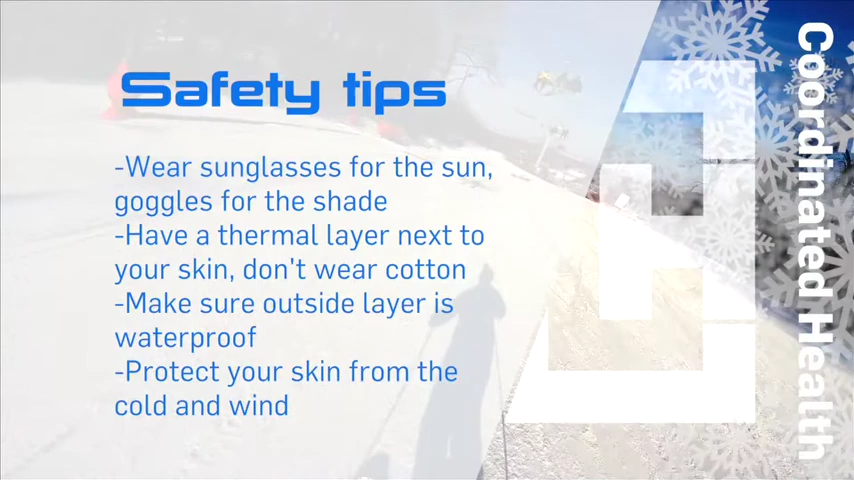 Safety tips
-Wear sunglasses for the sun,
goggles for the shade
-Have a thermal layer next to
your skin, don't wear cotton
-Make sure outside layer is
waterproof
-Protect your skin from the
cold and wind
Coordinated Health